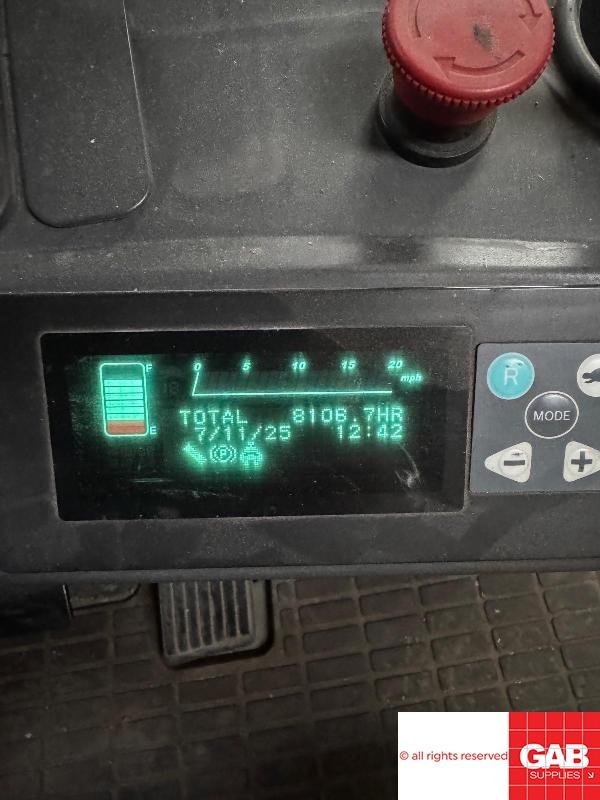 F
E
0 5 10 15 20
mph
TOTAL 8106.7HR
7/11/25 12:42
P
R
MODE
© all rights reserved
GAB
SUPPLIES